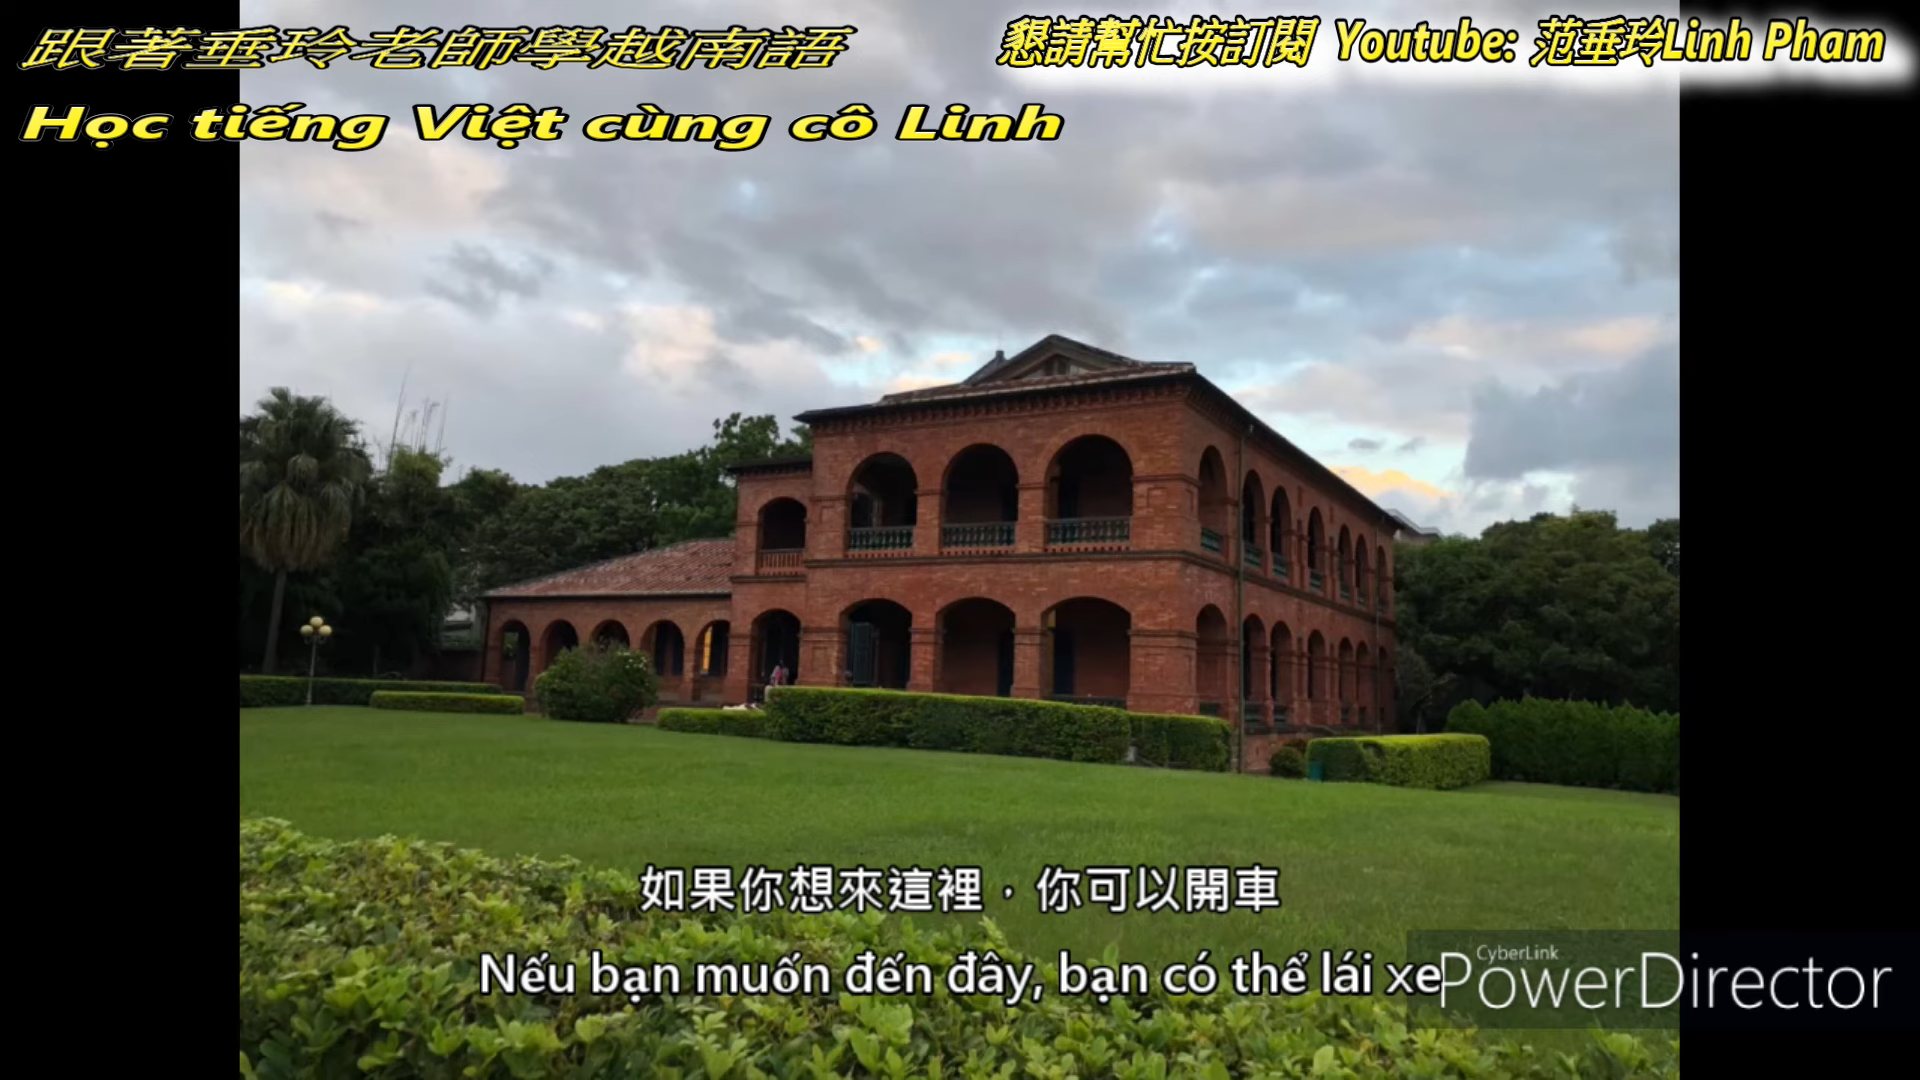 跟著垂玲老師學越南語
懇請幫忙按訂閱 Youtube: 范垂玲Linh Pham
Học tiếng Việt cùng cô Linh
如果你想來這裡，你可以開車
Nếu bạn muốn đến đây, bạn có thể lái xe
CyberLink
PowerDirector